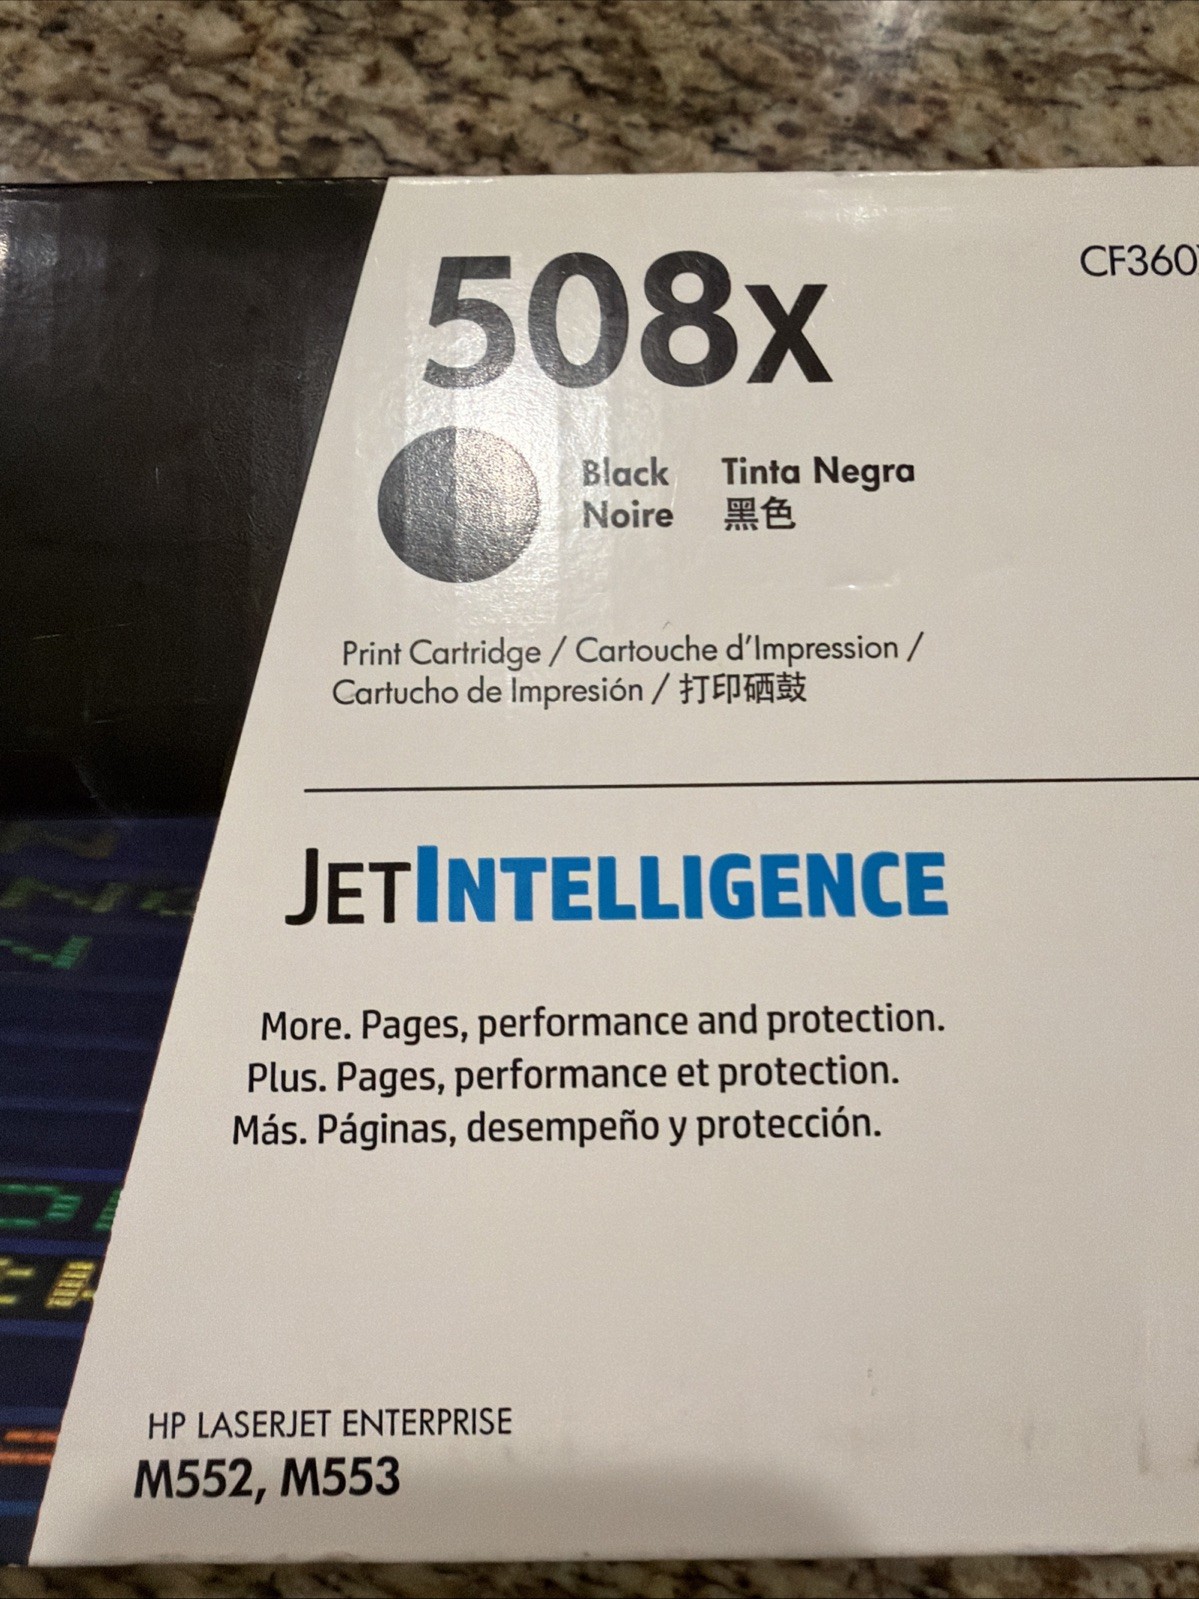 508x
CF360
Black
Noire
Tinta Negra
黑色
Print Cartridge / Cartouche d'Impression /
Cartucho de Impresión / 打印硒鼓
JETINTELLIGENCE
More. Pages, performance and protection.
Plus. Pages, performance et protection.
Más. Páginas, desempeño y protección.
HP LASERJET ENTERPRISE
M552, M553